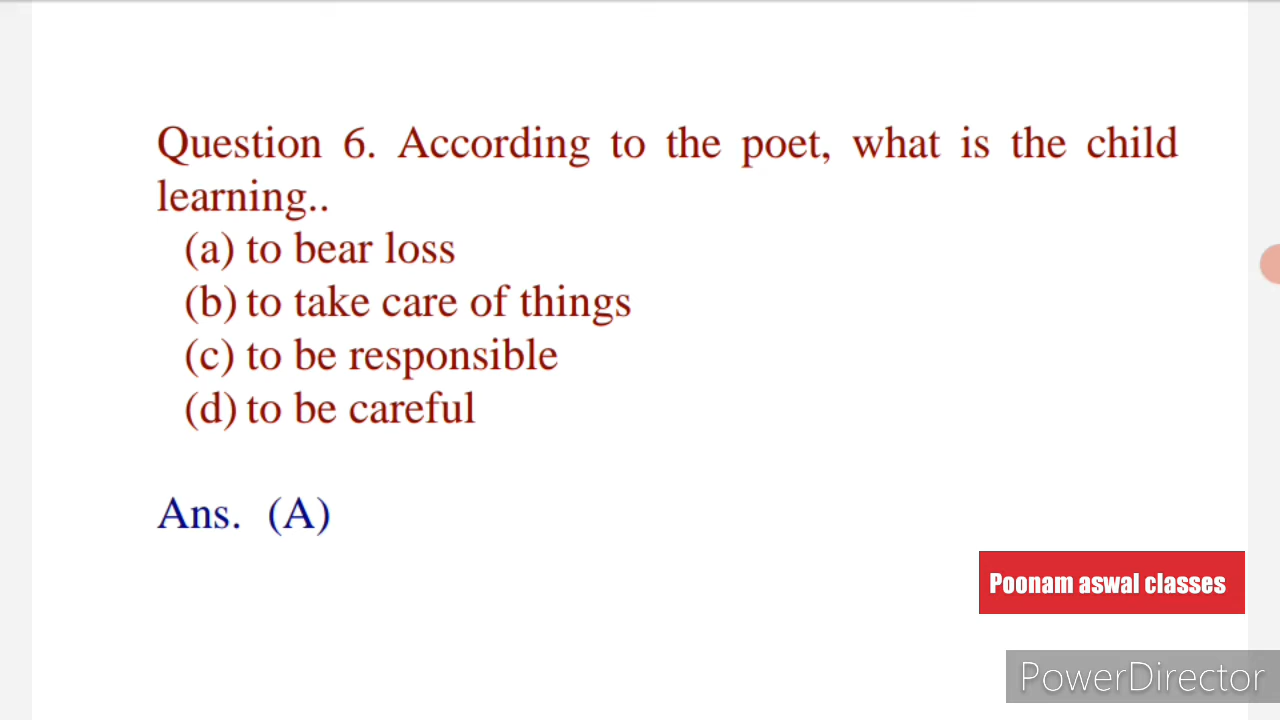 Question 6. According to the poet, what is the child
learning..
(a) to bear loss
(b) to take care of things
(c) to be responsible
(d) to be careful
Ans. (A)
Poonam aswal classes
PowerDirector